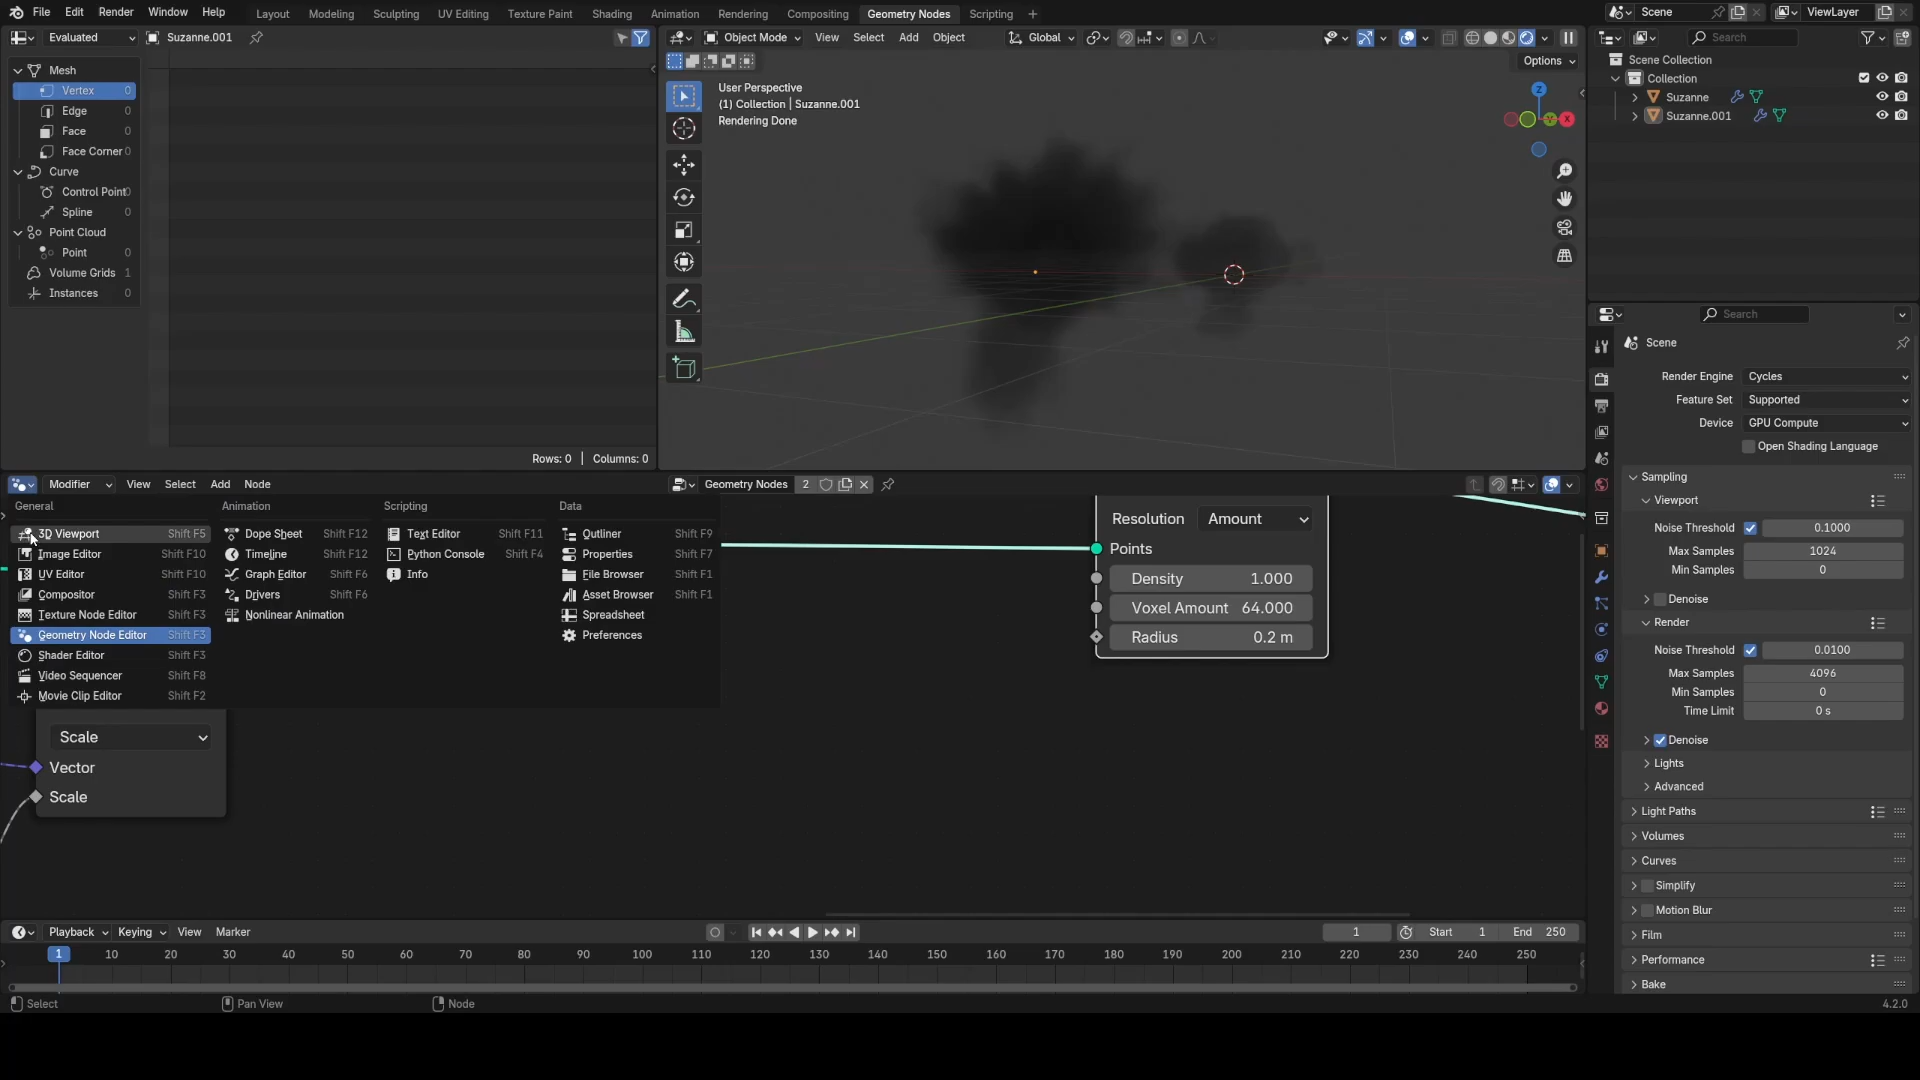 File Edit Render Window Help Layout Modeling Sculpting UV Editing Texture Paint Shading Animation Rendering Compositing Geometry Nodes Scripting + Scene ViewLayer
Evaluated Suzanne.001 Object Mode View Select Add Object Global Search
Options
Mesh
Vertex 0
Edge 0
Face 0
Face Corner 0
Curve
Control Point 0
Spline 0
Point Cloud
Point 0
Volume Grids 1
Instances 0
Rows: 0 | Columns: 0
User Perspective
(1) Collection | Suzanne.001
Rendering Done
Z
Y
X
Scene Collection
Collection
Suzanne
Suzanne.001
Search
Scene
Render Engine Cycles
Feature Set Supported
Device GPU Compute
Open Shading Language
Sampling
Viewport
Noise Threshold 0.1000
Max Samples 1024
Min Samples 0
Denoise
Render
Noise Threshold 0.0100
Max Samples 4096
Min Samples 0
Time Limit 0 s
Denoise
Lights
Advanced
Light Paths
Volumes
Curves
Simplify
Motion Blur
Film
Performance
Bake
Modifier View Select Add Node Geometry Nodes 2
General Animation Scripting Data
3D Viewport Shift F5 Dope Sheet Shift F12 Text Editor Shift F11 Outliner Shift F9
Image Editor Shift F10 Timeline Shift F12 Python Console Shift F4 Properties Shift F7
UV Editor Shift F10 Graph Editor Shift F6 Info File Browser Shift F1
Compositor Shift F3 Drivers Shift F6 Asset Browser Shift F1
Texture Node Editor Shift F3 Nonlinear Animation Spreadsheet
Geometry Node Editor Shift F3 Preferences
Shader Editor Shift F3
Video Sequencer Shift F8
Movie Clip Editor Shift F2
Resolution Amount
Points
Density 1.000
Voxel Amount 64.000
Radius 0.2 m
Scale
Vector
Scale
Playback Keying View Marker 1 Start 1 End 250
1 10 20 30 40 50 60 70 80 90 100 110 120 130 140 150 160 170 180 190 200 210 220 230 240 250
Select Pan View Node 4.2.0